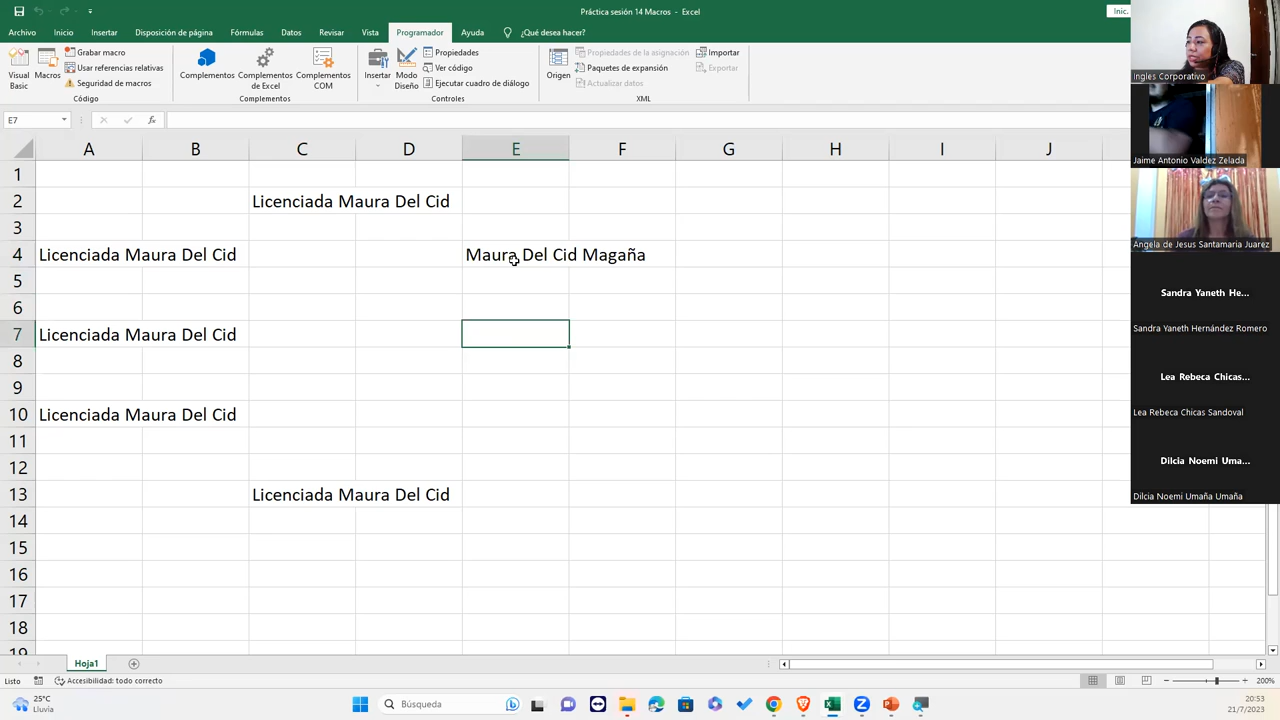 Práctica sesión 14 Macros - Excel
Inic.
Archivo Inicio Insertar Disposición de página Fórmulas Datos Revisar Vista Programador Ayuda ¿Qué desea hacer?
Visual Basic
Macros
Grabar macro
Usar referencias relativas
Seguridad de macros
Código
Complementos
Complementos de Excel
Complementos COM
Complementos
Insertar
Modo Diseño
Propiedades
Ver código
Ejecutar cuadro de diálogo
Controles
Origen
Propiedades de la asignación
Paquetes de expansión
Actualizar datos
Importar
Exportar
XML
E7
fx
A B C D E F G H I J
1
2 Licenciada Maura Del Cid
3
4 Licenciada Maura Del Cid Maura Del Cid Magaña
5
6
7 Licenciada Maura Del Cid
8
9
10 Licenciada Maura Del Cid
11
12
13 Licenciada Maura Del Cid
14
15
16
17
18
19
Hoja1
Listo
Accesibilidad: todo correcto
200%
25°C
Lluvia
Búsqueda
20:53
21/7/2023
Ingles Corporativo
Jaime Antonio Valdez Zelada
Angela de Jesus Santamaria Juarez
Sandra Yaneth He...
Sandra Yaneth Hernández Romero
Lea Rebeca Chicas...
Lea Rebeca Chicas Sandoval
Dilcia Noemi Uma...
Dilcia Noemi Umaña Umaña